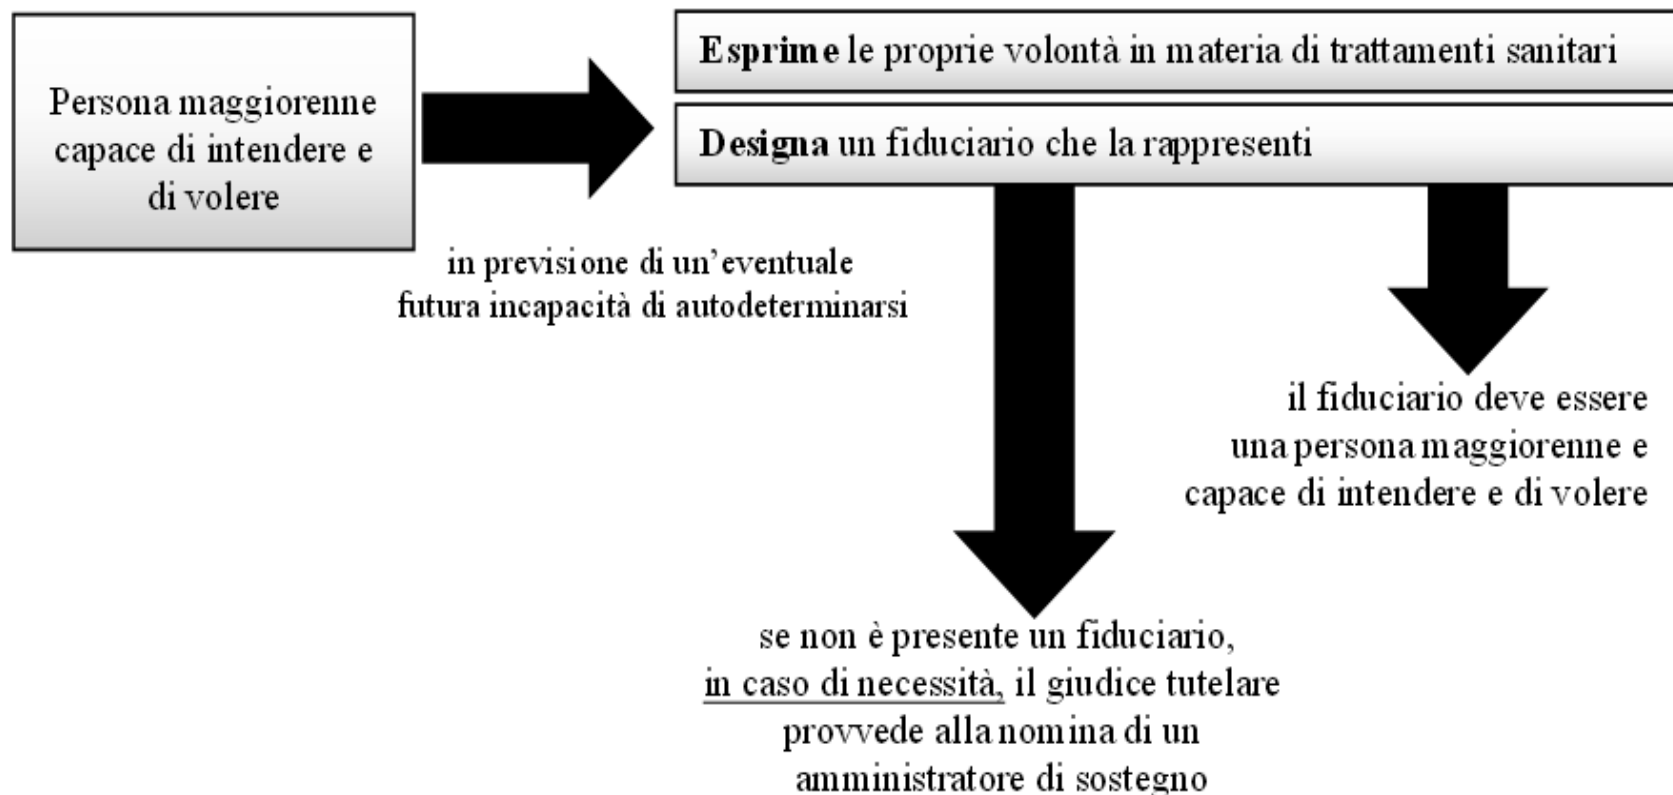 Persona maggiorenne
capace di intendere e
di volere
Esprime le proprie volontà in materia di trattamenti sanitari
Designa un fiduciario che la rappresenti
in previsione di un’eventuale
futura incapacità di autodeterminarsi
il fiduciario deve essere
una persona maggiorenne e
capace di intendere e di volere
se non è presente un fiduciario,
in caso di necessità, il giudice tutelare
provvede alla nomina di un
amministratore di sostegno